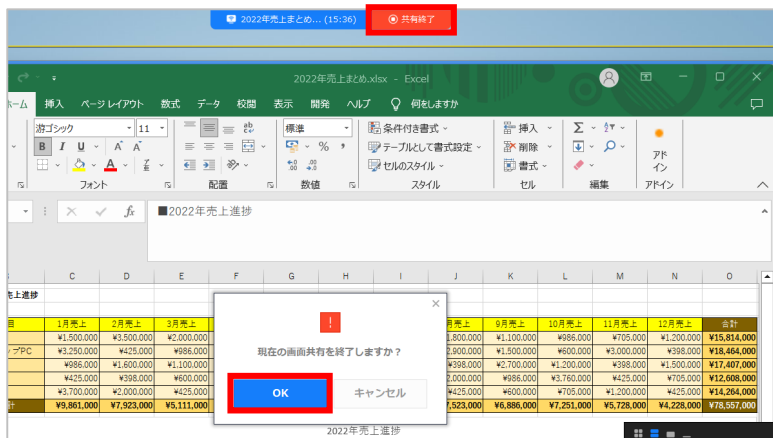 2022年売上まとめ... (15:36) 共有終了
2022年売上まとめ.xlsx - Excel
ホーム 挿入 ページ レイアウト 数式 データ 校閲 表示 開発 ヘルプ 何をしますか
游ゴシック 11 標準 条件付き書式 挿入 Σ
B I U A A % テーブルとして書式設定 削除 アド
A セルのスタイル 書式 イン
フォント 配置 数値 スタイル セル 編集 アドイン
fx ■2022年売上進捗
C D E F G H I J K L M N O
売上進捗
目 1月売上 2月売上 3月売上 月売上 9月売上 10月売上 11月売上 12月売上 合計
¥1.500.000 ¥3.500.000 ¥2.000.000 .800.000 ¥1.100.000 ¥986.000 ¥705.000 ¥1.200.000 ¥15,814,000
プPC ¥3.250.000 ¥425.000 ¥986.000 .900.000 ¥1.500.000 ¥600.000 ¥3.000.000 ¥398.000 ¥18,464,000
¥986.000 ¥1.600.000 ¥1.100.000 ¥398.000 ¥2.700.000 ¥1.200.000 ¥398.000 ¥1.500.000 ¥17,407,000
¥425.000 ¥398.000 ¥600.000 .000.000 ¥986.000 ¥3.760.000 ¥425.000 ¥705.000 ¥12,608,000
¥3.700.000 ¥2.000.000 ¥425.000 ¥425.000 ¥600.000 ¥705.000 ¥1.200.000 ¥425.000 ¥14,264,000
計 ¥9,861,000 ¥7,923,000 ¥5,111,000 ,523,000 ¥6,886,000 ¥7,251,000 ¥5,728,000 ¥4,228,000 ¥78,557,000
現在の画面共有を終了しますか?
OK キャンセル
2022年売上進捗